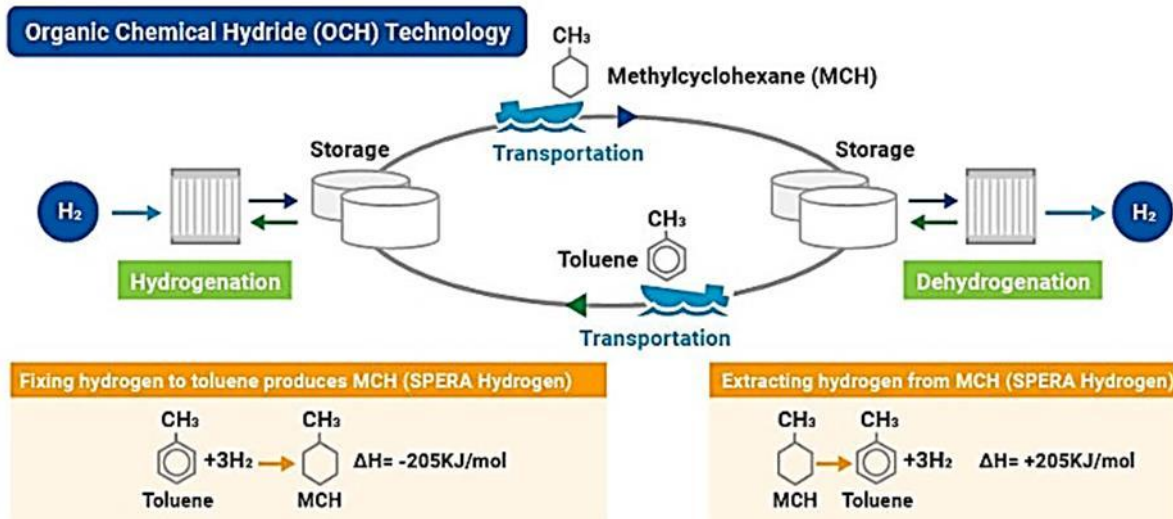 Organic Chemical Hydride (OCH) Technology
CH₃
Methylcyclohexane (MCH)
Transportation
Storage
Storage
H₂
H₂
CH₃
Toluene
Hydrogenation
Dehydrogenation
Transportation
Fixing hydrogen to toluene produces MCH (SPERA Hydrogen)
CH₃
CH₃
+3H₂
ΔH= -205KJ/mol
Toluene
MCH
Extracting hydrogen from MCH (SPERA Hydrogen)
CH₃
CH₃
+3H₂
ΔH= +205KJ/mol
MCH
Toluene